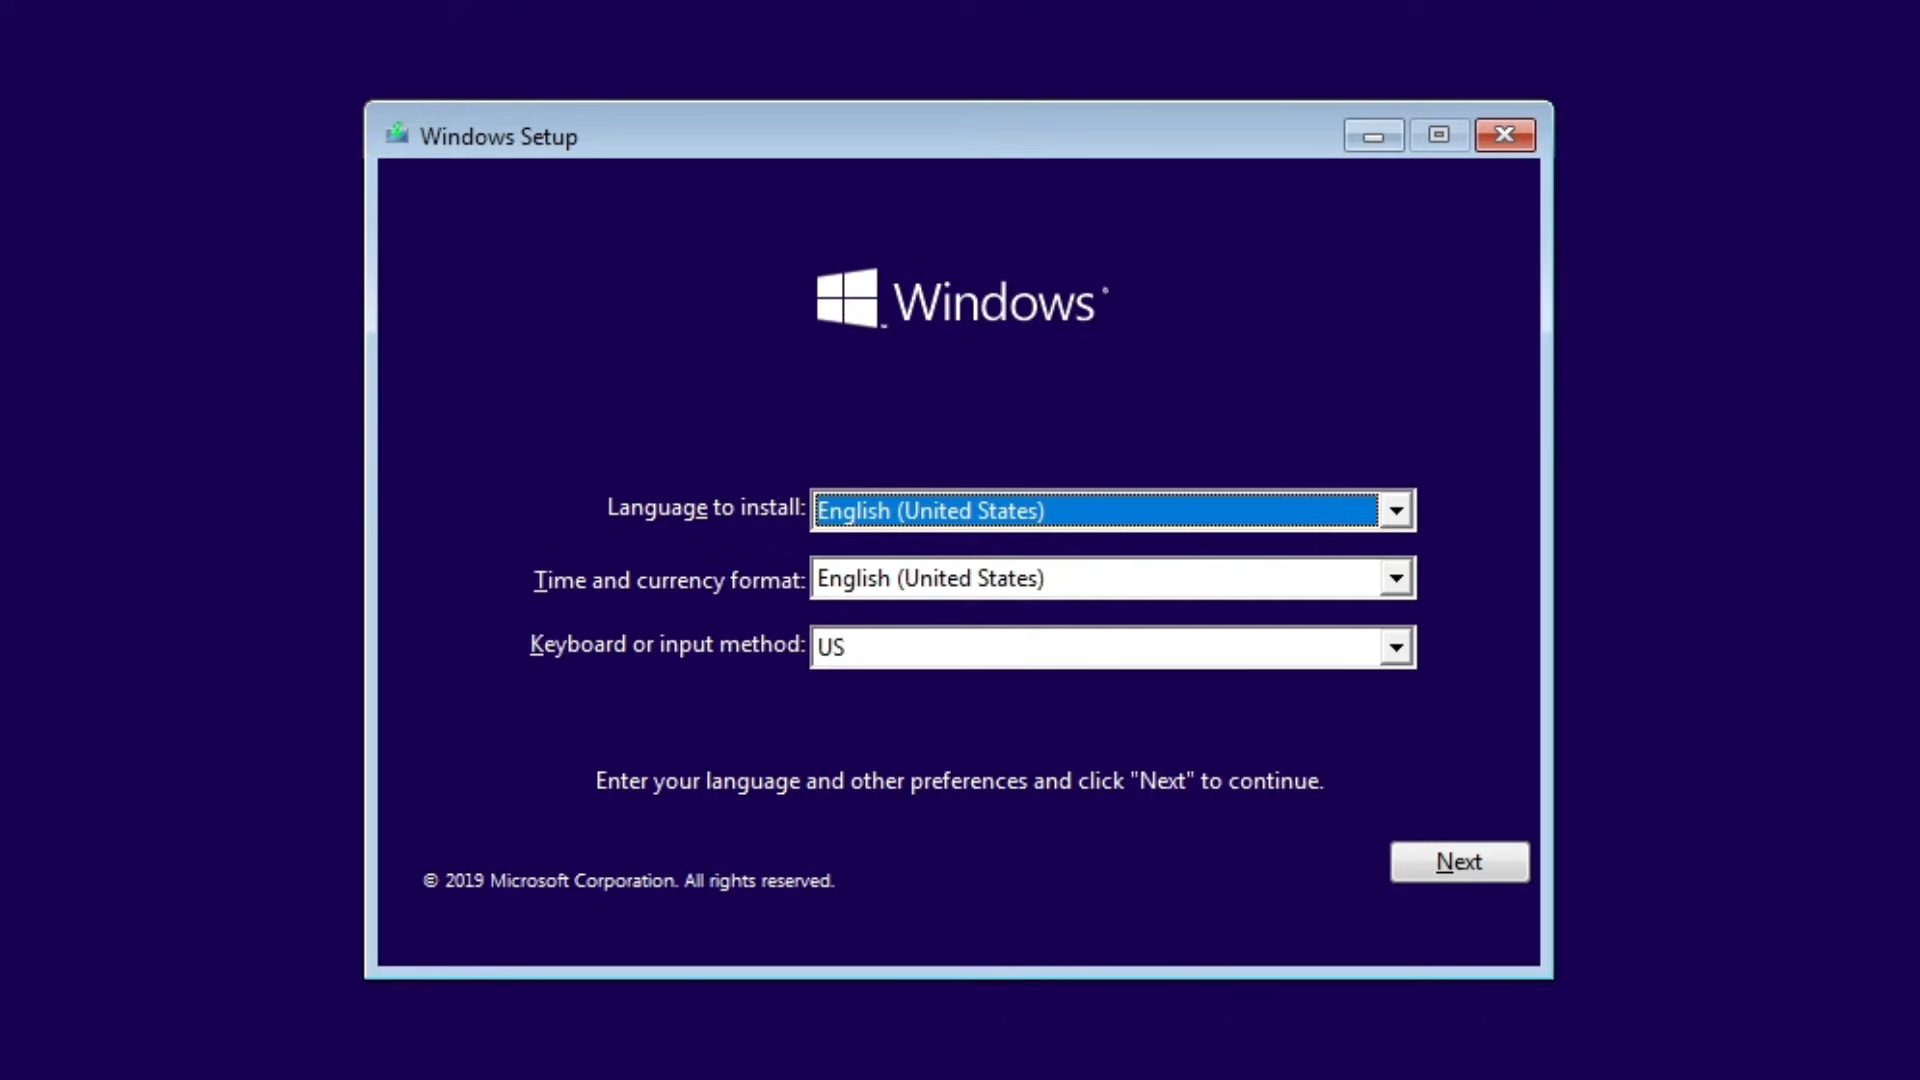 Windows Setup
Windows
Language to install: English (United States)
Time and currency format: English (United States)
Keyboard or input method: US
Enter your language and other preferences and click "Next" to continue.
Next
© 2019 Microsoft Corporation. All rights reserved.